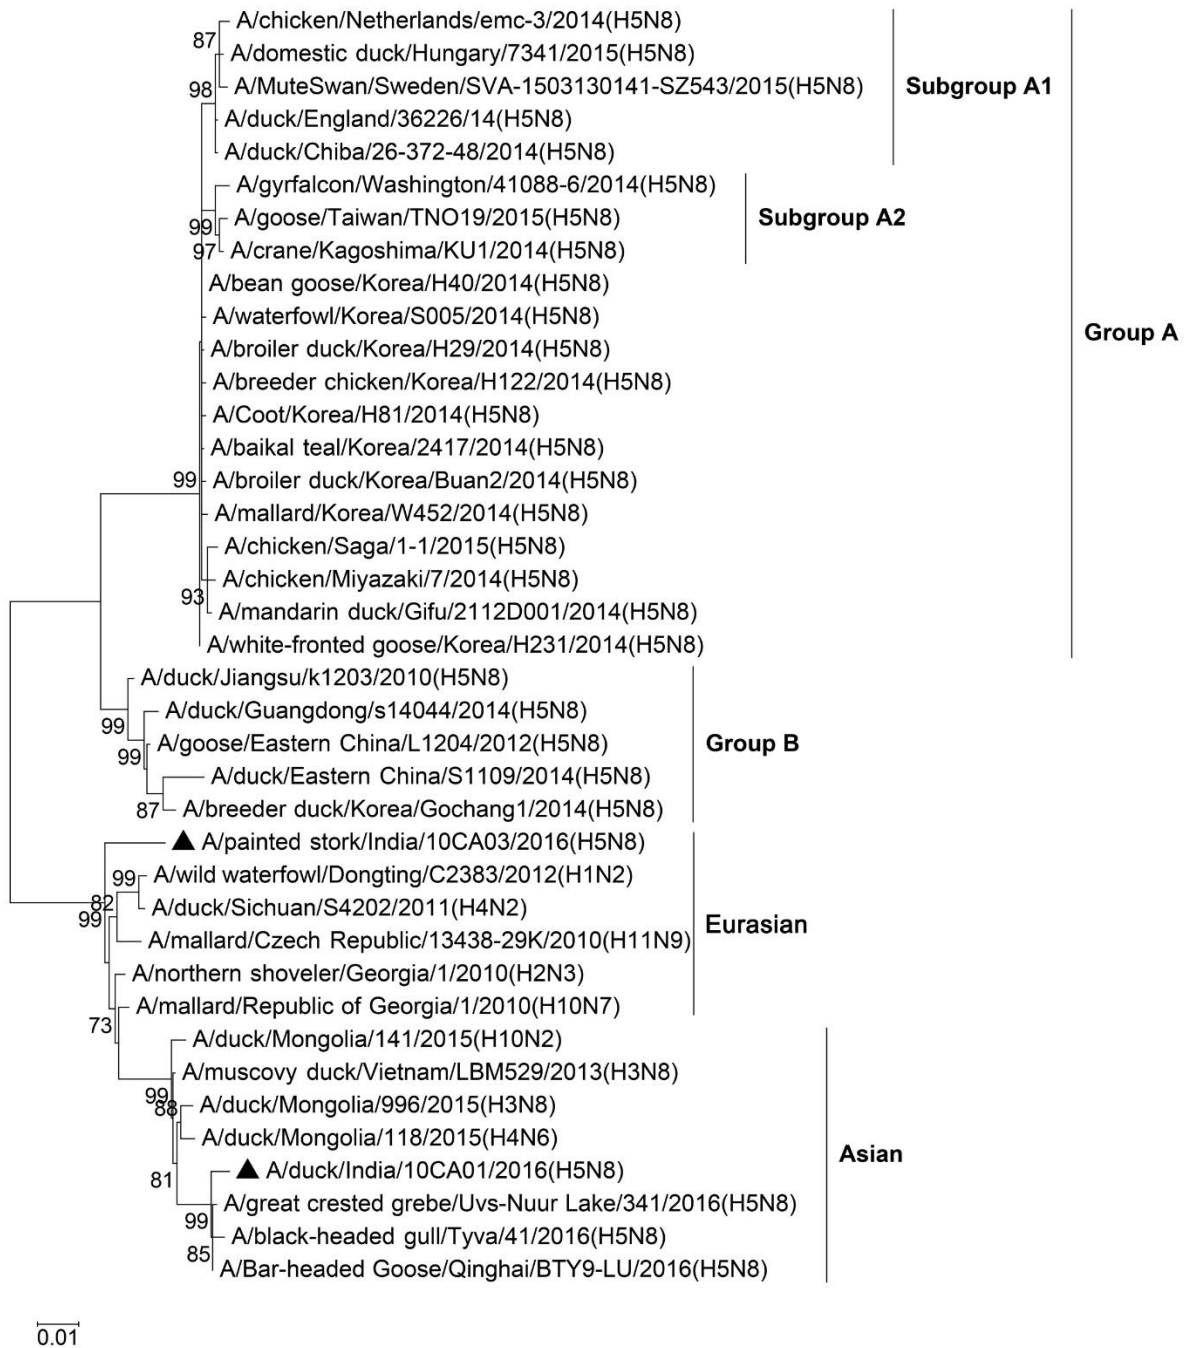 A/chicken/Netherlands/emc-3/2014(H5N8)
87
A/domestic duck/Hungary/7341/2015(H5N8)
98
A/MuteSwan/Sweden/SVA-1503130141-SZ543/2015(H5N8)
Subgroup A1
A/duck/England/36226/14(H5N8)
A/duck/Chiba/26-372-48/2014(H5N8)
A/gyrfalcon/Washington/41088-6/2014(H5N8)
99
A/goose/Taiwan/TNO19/2015(H5N8)
Subgroup A2
97
A/crane/Kagoshima/KU1/2014(H5N8)
A/bean goose/Korea/H40/2014(H5N8)
A/waterfowl/Korea/S005/2014(H5N8)
Group A
A/broiler duck/Korea/H29/2014(H5N8)
A/breeder chicken/Korea/H122/2014(H5N8)
A/Coot/Korea/H81/2014(H5N8)
A/baikal teal/Korea/2417/2014(H5N8)
99
A/broiler duck/Korea/Buan2/2014(H5N8)
A/mallard/Korea/W452/2014(H5N8)
A/chicken/Saga/1-1/2015(H5N8)
A/chicken/Miyazaki/7/2014(H5N8)
93
A/mandarin duck/Gifu/2112D001/2014(H5N8)
A/white-fronted goose/Korea/H231/2014(H5N8)
A/duck/Jiangsu/k1203/2010(H5N8)
99
A/duck/Guangdong/s14044/2014(H5N8)
99
A/goose/Eastern China/L1204/2012(H5N8)
Group B
A/duck/Eastern China/S1109/2014(H5N8)
87
A/breeder duck/Korea/Gochang1/2014(H5N8)
A/painted stork/India/10CA03/2016(H5N8)
99
A/wild waterfowl/Dongting/C2383/2012(H1N2)
82
99
A/duck/Sichuan/S4202/2011(H4N2)
Eurasian
A/mallard/Czech Republic/13438-29K/2010(H11N9)
A/northern shoveler/Georgia/1/2010(H2N3)
A/mallard/Republic of Georgia/1/2010(H10N7)
73
A/duck/Mongolia/141/2015(H10N2)
A/muscovy duck/Vietnam/LBM529/2013(H3N8)
99
88
A/duck/Mongolia/996/2015(H3N8)
A/duck/Mongolia/118/2015(H4N6)
Asian
81
A/duck/India/10CA01/2016(H5N8)
A/great crested grebe/Uvs-Nuur Lake/341/2016(H5N8)
99
A/black-headed gull/Tyva/41/2016(H5N8)
85
A/Bar-headed Goose/Qinghai/BTY9-LU/2016(H5N8)
0.01